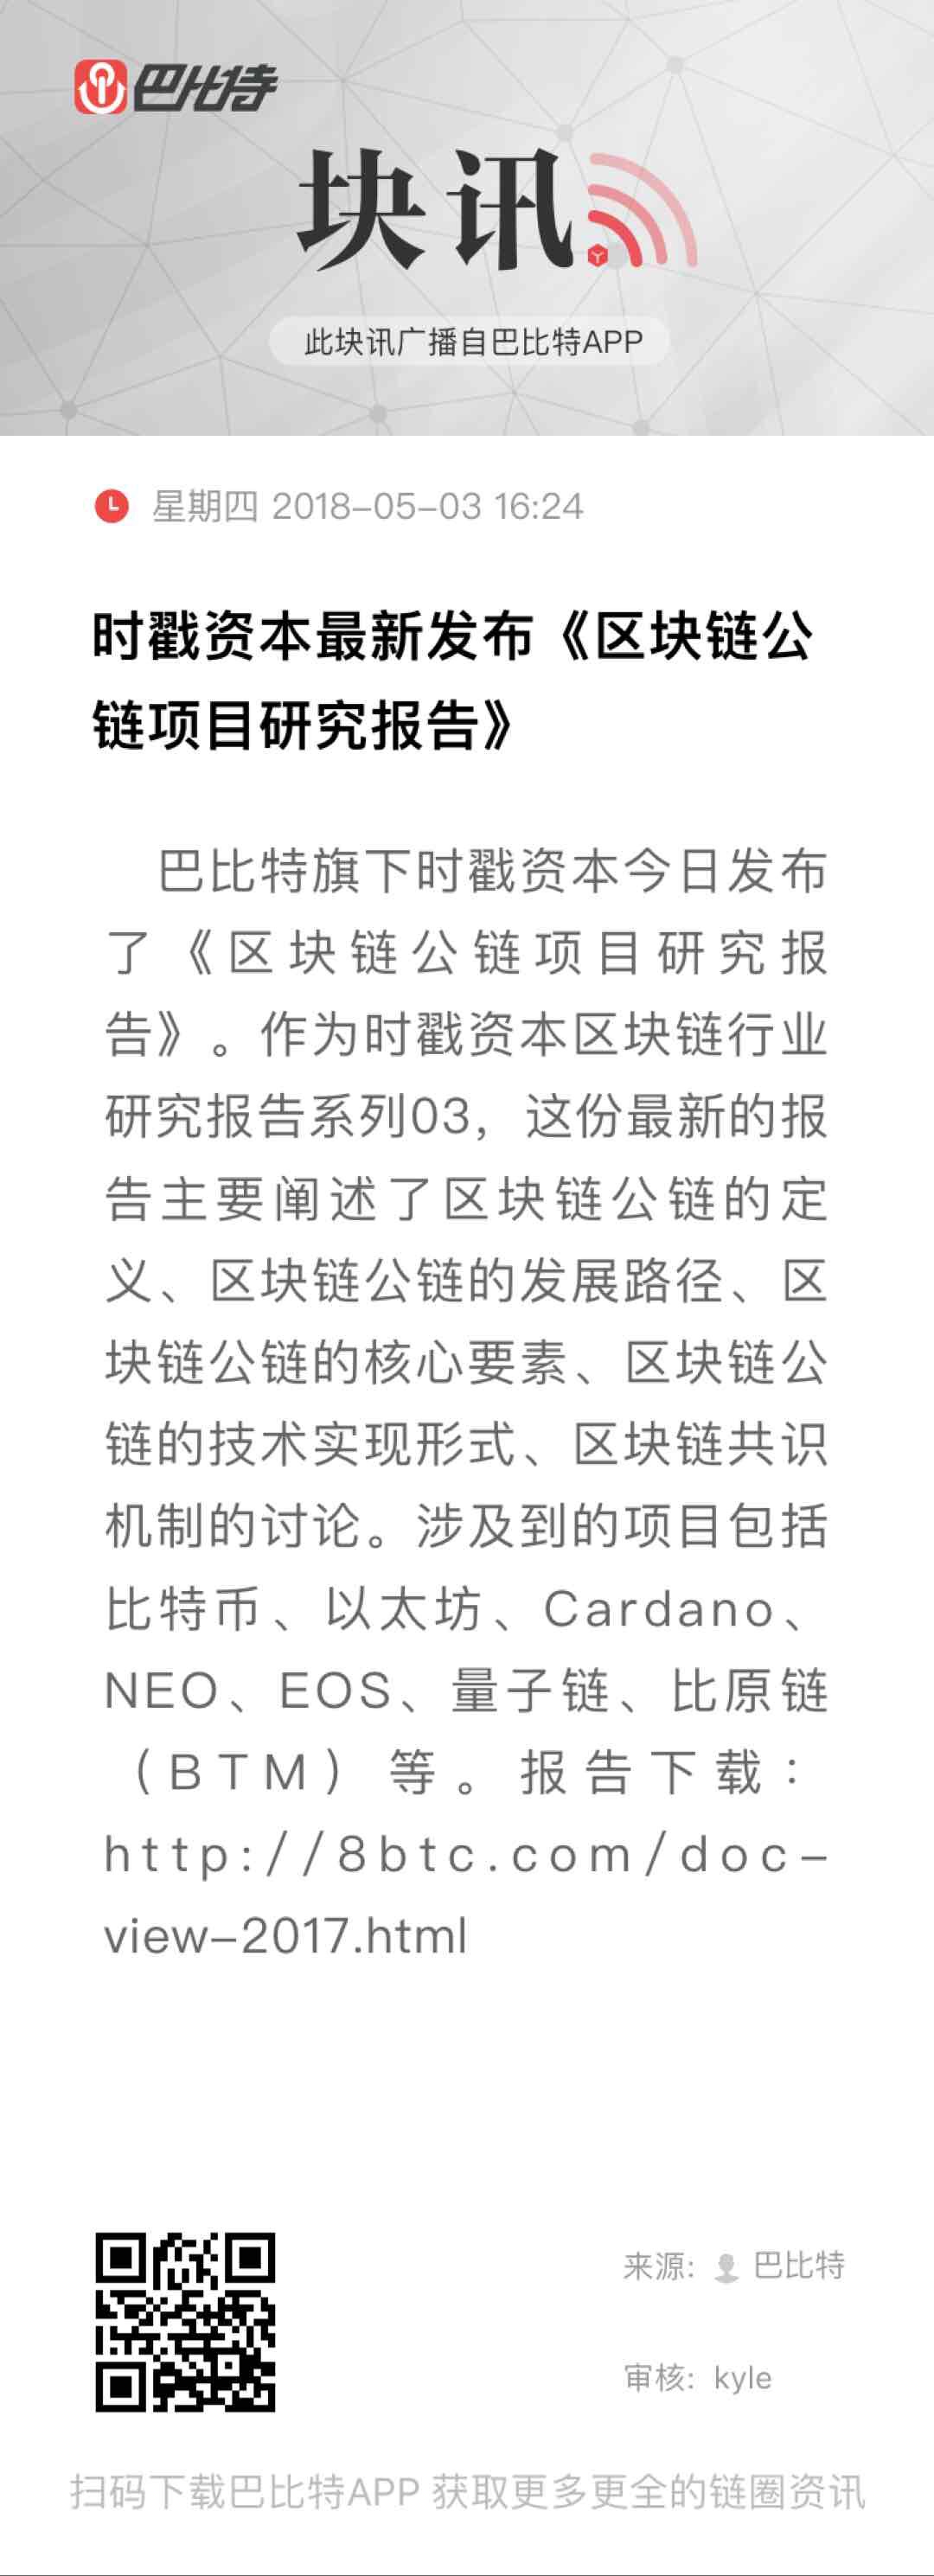 巴比特
块讯
此块讯广播自巴比特APP
星期四 2018-05-03 16:24
时戳资本最新发布《区块链公
链项目研究报告》
巴比特旗下时戳资本今日发布
了《区块链公链项目研究报
告》。作为时戳资本区块链行业
研究报告系列03，这份最新的报
告主要阐述了区块链公链的定
义、区块链公链的发展路径、区
块链公链的核心要素、区块链公
链的技术实现形式、区块链共识
机制的讨论。涉及到的项目包括
比特币、以太坊、Cardano、
NEO、EOS、量子链、比原链
（BTM）等。报告下载：
http://8btc.com/doc-
view-2017.html
来源: 巴比特
审核: kyle
扫码下载巴比特APP 获取更多更全的链圈资讯